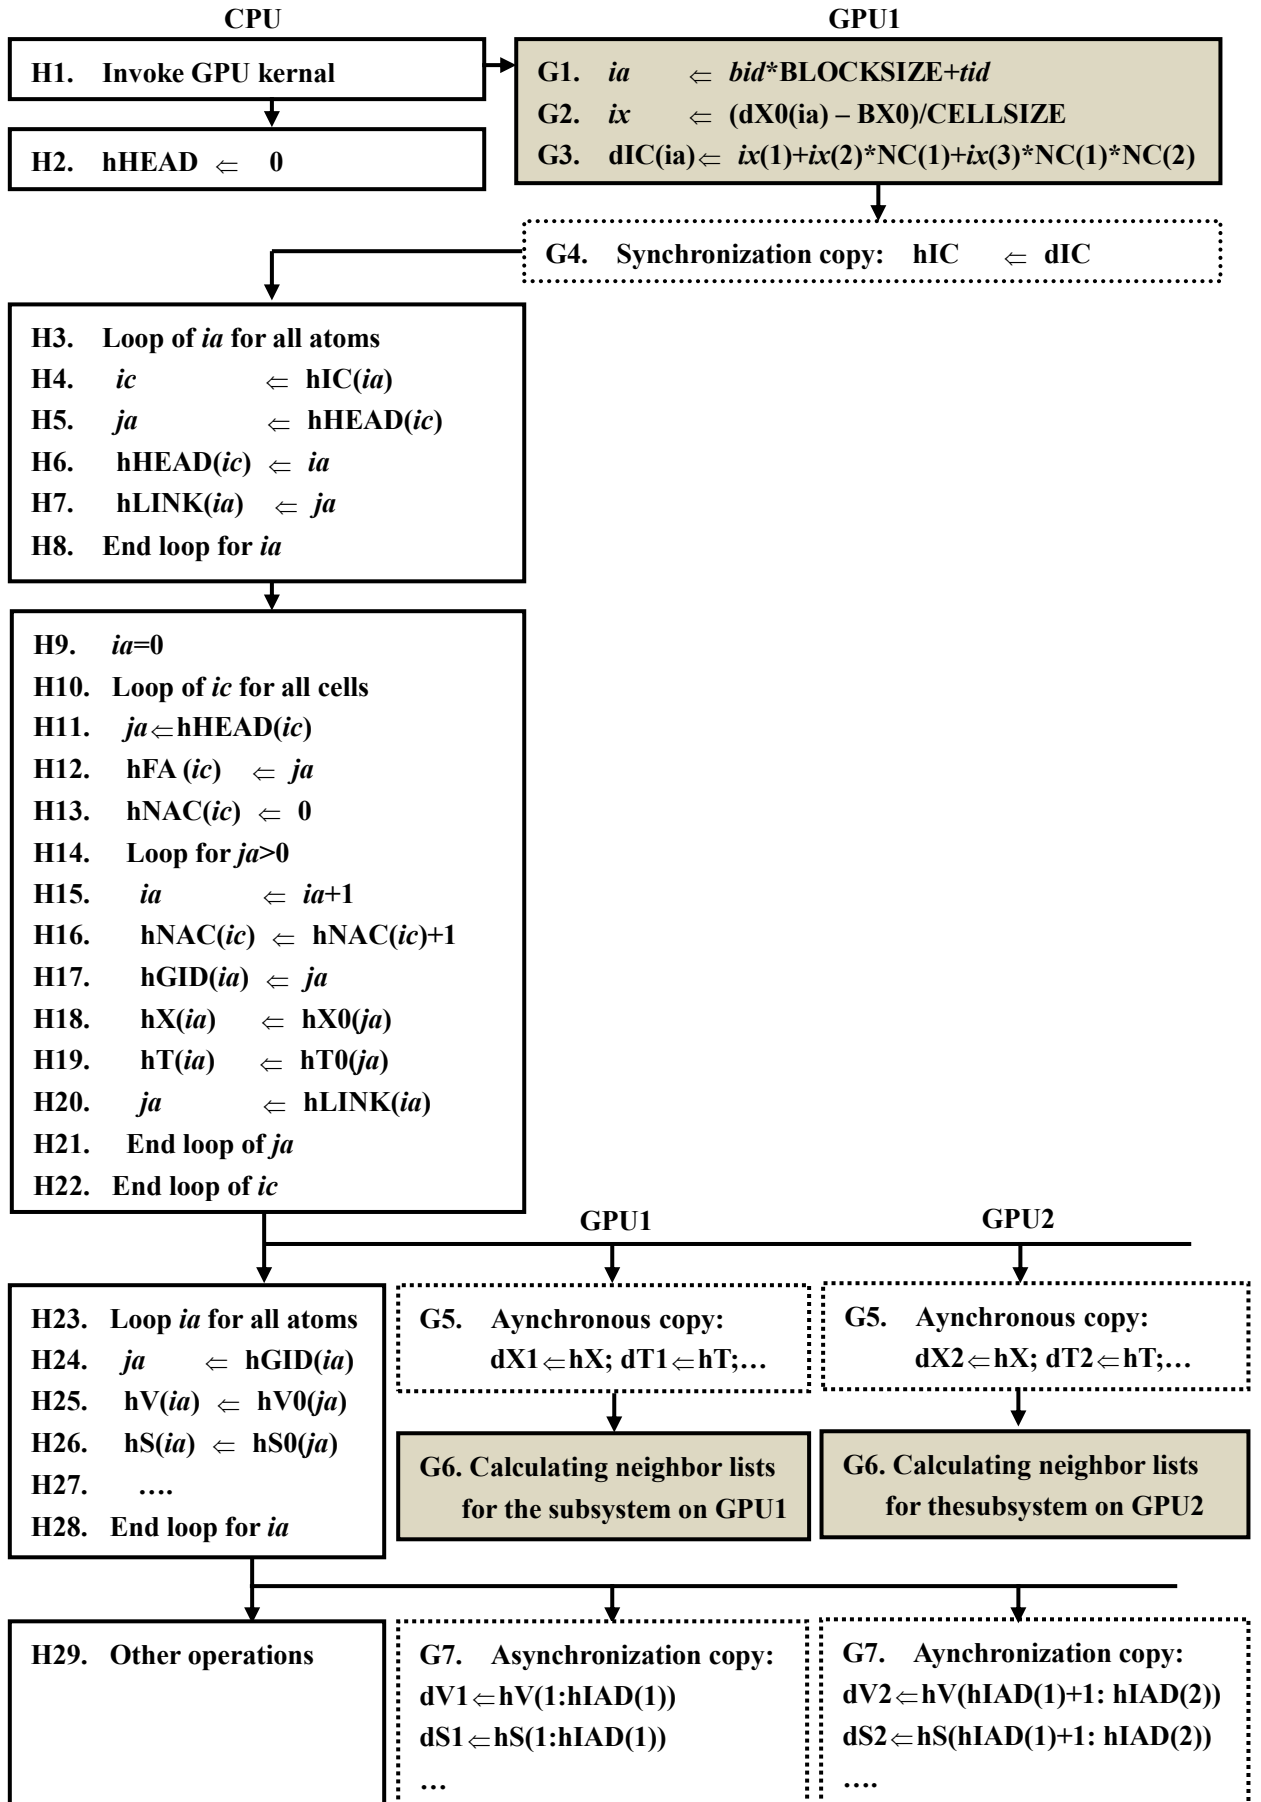 CPU
GPU1
H1. Invoke GPU kernal
H2. hHEAD ⇐ 0
G1. ia ⇐ bid*BLOCKSIZE+tid
G2. ix ⇐ (dX0(ia) – BX0)/CELLSIZE
G3. dIC(ia)⇐ ix(1)+ix(2)*NC(1)+ix(3)*NC(1)*NC(2)
G4. Synchronization copy: hIC ⇐ dIC
H3. Loop of ia for all atoms
H4. ic ⇐ hIC(ia)
H5. ja ⇐ hHEAD(ic)
H6. hHEAD(ic) ⇐ ia
H7. hLINK(ia) ⇐ ja
H8. End loop for ia
H9. ia=0
H10. Loop of ic for all cells
H11. ja⇐hHEAD(ic)
H12. hFA (ic) ⇐ ja
H13. hNAC(ic) ⇐ 0
H14. Loop for ja>0
H15. ia ⇐ ia+1
H16. hNAC(ic) ⇐ hNAC(ic)+1
H17. hGID(ia) ⇐ ja
H18. hX(ia) ⇐ hX0(ja)
H19. hT(ia) ⇐ hT0(ja)
H20. ja ⇐ hLINK(ia)
H21. End loop of ja
H22. End loop of ic
GPU1
GPU2
H23. Loop ia for all atoms
H24. ja ⇐ hGID(ia)
H25. hV(ia) ⇐ hV0(ja)
H26. hS(ia) ⇐ hS0(ja)
H27. ….
H28. End loop for ia
G5. Aynchronous copy:
dX1⇐hX; dT1⇐hT;…
G6. Calculating neighbor lists
for the subsystem on GPU1
G5. Aynchronous copy:
dX2⇐hX; dT2⇐hT;…
G6. Calculating neighbor lists
for thesubsystem on GPU2
H29. Other operations
G7. Asynchronization copy:
dV1⇐hV(1:hIAD(1))
dS1⇐hS(1:hIAD(1))
…
G7. Aynchronization copy:
dV2⇐hV(hIAD(1)+1: hIAD(2))
dS2⇐hS(hIAD(1)+1: hIAD(2))
….